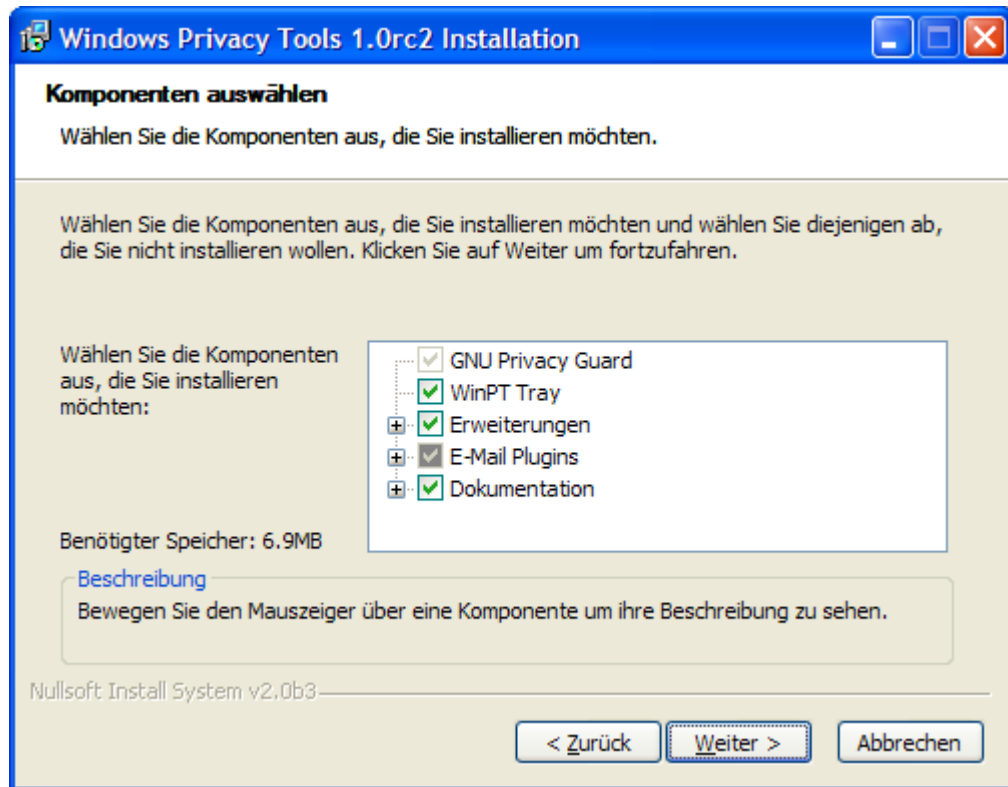 Windows Privacy Tools 1.0rc2 Installation
Komponenten auswählen
Wählen Sie die Komponenten aus, die Sie installieren möchten.
Wählen Sie die Komponenten aus, die Sie installieren möchten und wählen Sie diejenigen ab,
die Sie nicht installieren wollen. Klicken Sie auf Weiter um fortzufahren.
Wählen Sie die Komponenten
aus, die Sie installieren
möchten:
GNU Privacy Guard
WinPT Tray
Erweiterungen
E-Mail Plugins
Dokumentation
Benötigter Speicher: 6.9MB
Beschreibung
Bewegen Sie den Mauszeiger über eine Komponente um ihre Beschreibung zu sehen.
Nullsoft Install System v2.0b3
< Zurück
Weiter >
Abbrechen